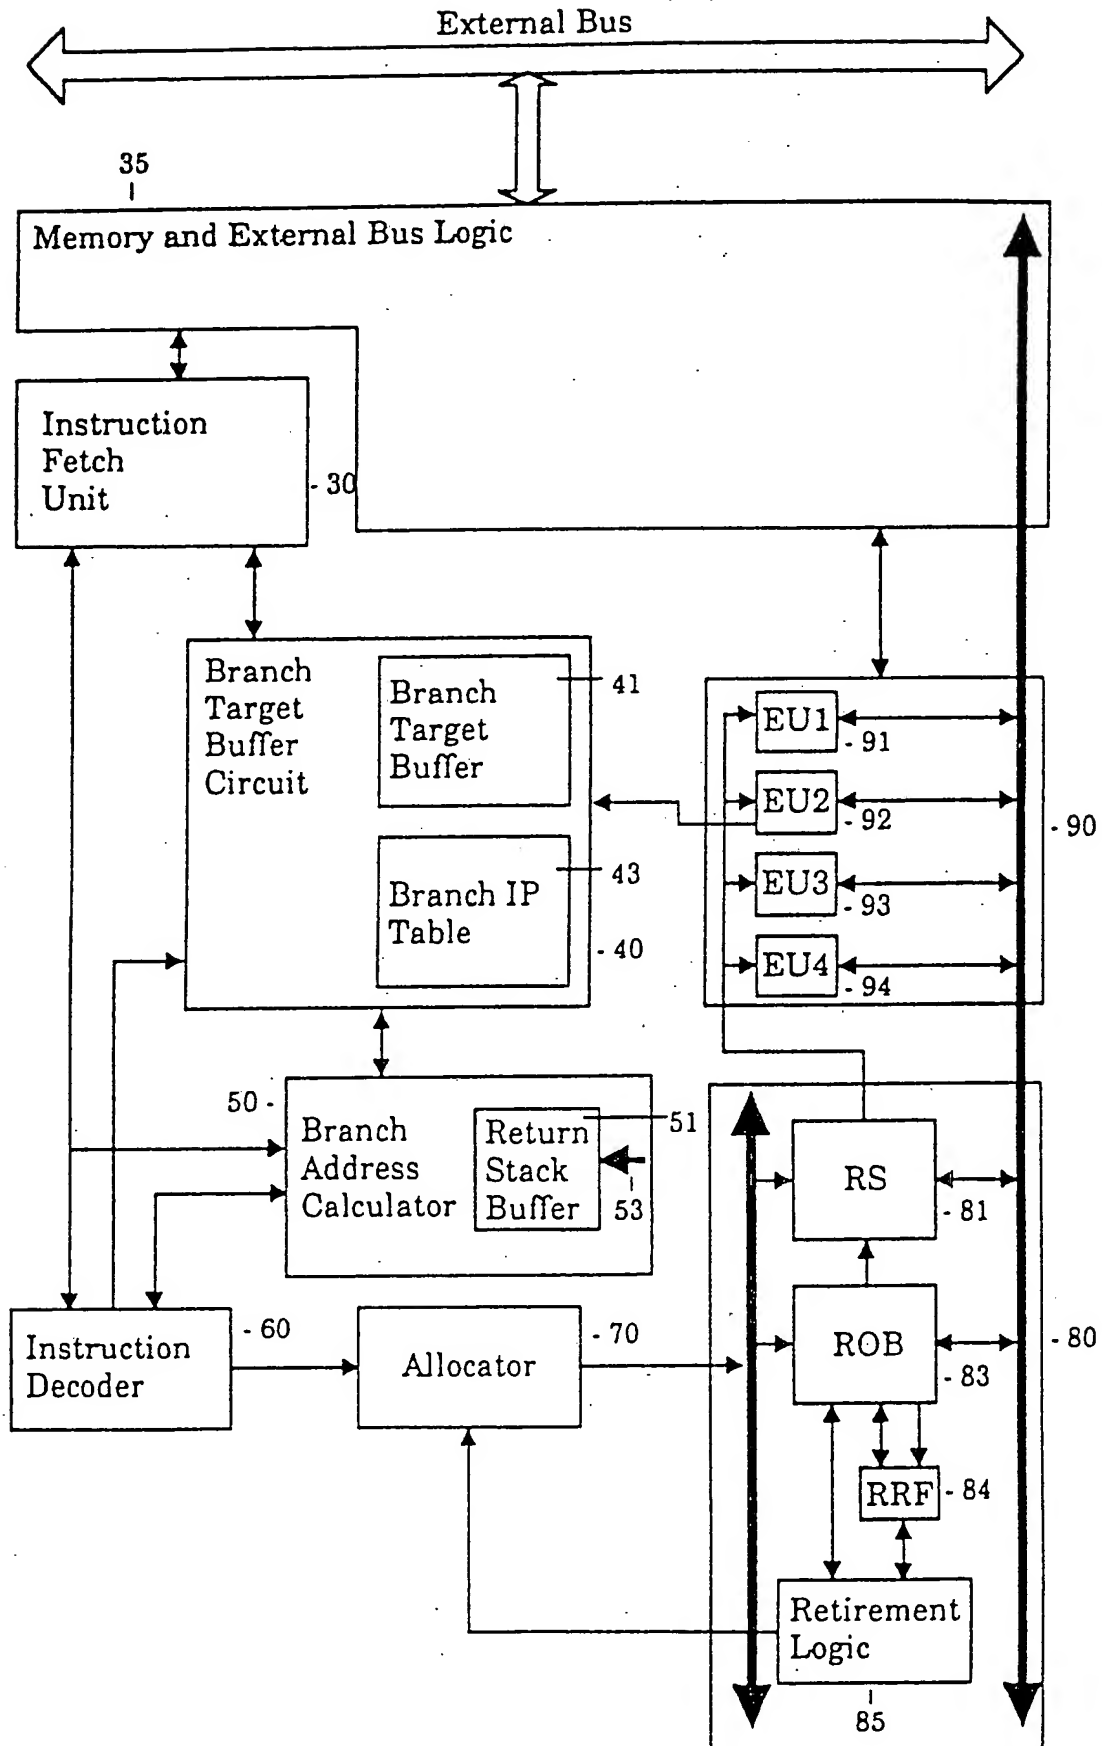 External Bus
35
Memory and External Bus Logic
Instruction
Fetch
Unit
- 30
Branch
Target
Buffer
Circuit
Branch
Target
Buffer
41
Branch IP
Table
43
- 40
EU1
- 91
EU2
- 92
EU3
- 93
EU4
- 94
- 90
50 -
Branch
Address
Calculator
Return
Stack
Buffer
51
53
RS
- 81
Instruction
Decoder
- 60
Allocator
- 70
ROB
- 83
- 80
RRF
- 84
Retirement
Logic
85